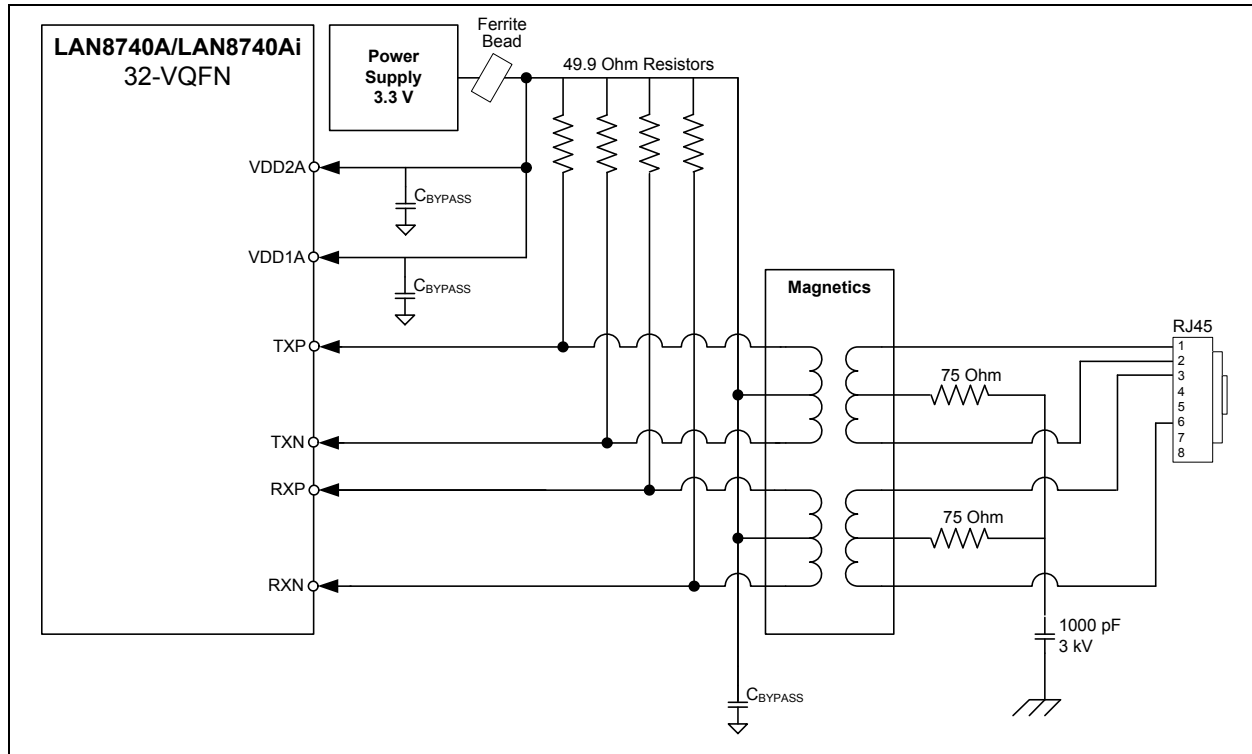 LAN8740A/LAN8740Ai
32-VQFN
Power
Supply
3.3 V
Ferrite
Bead
49.9 Ohm Resistors
VDD2A
CBYPASS
VDD1A
CBYPASS
Magnetics
RJ45
TXP
1
2
3
4
5
6
7
8
75 Ohm
TXN
RXP
75 Ohm
RXN
1000 pF
3 kV
CBYPASS